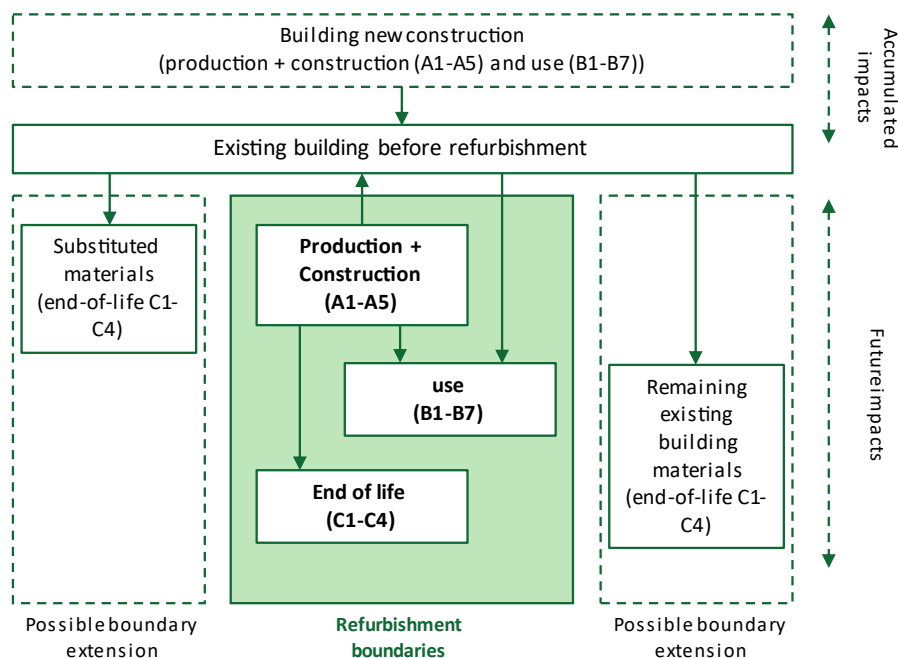 Building new construction
(production + construction (A1-A5) and use (B1-B7))
Accumulated
impacts
Existing building before refurbishment
Substituted
materials
(end-of-life C1-
C4)
Production +
Construction
(A1-A5)
use
(B1-B7)
End of life
(C1-C4)
Remaining
existing
building
materials
(end-of-life C1-
C4)
Future impacts
Possible boundary
extension
Refurbishment
boundaries
Possible boundary
extension